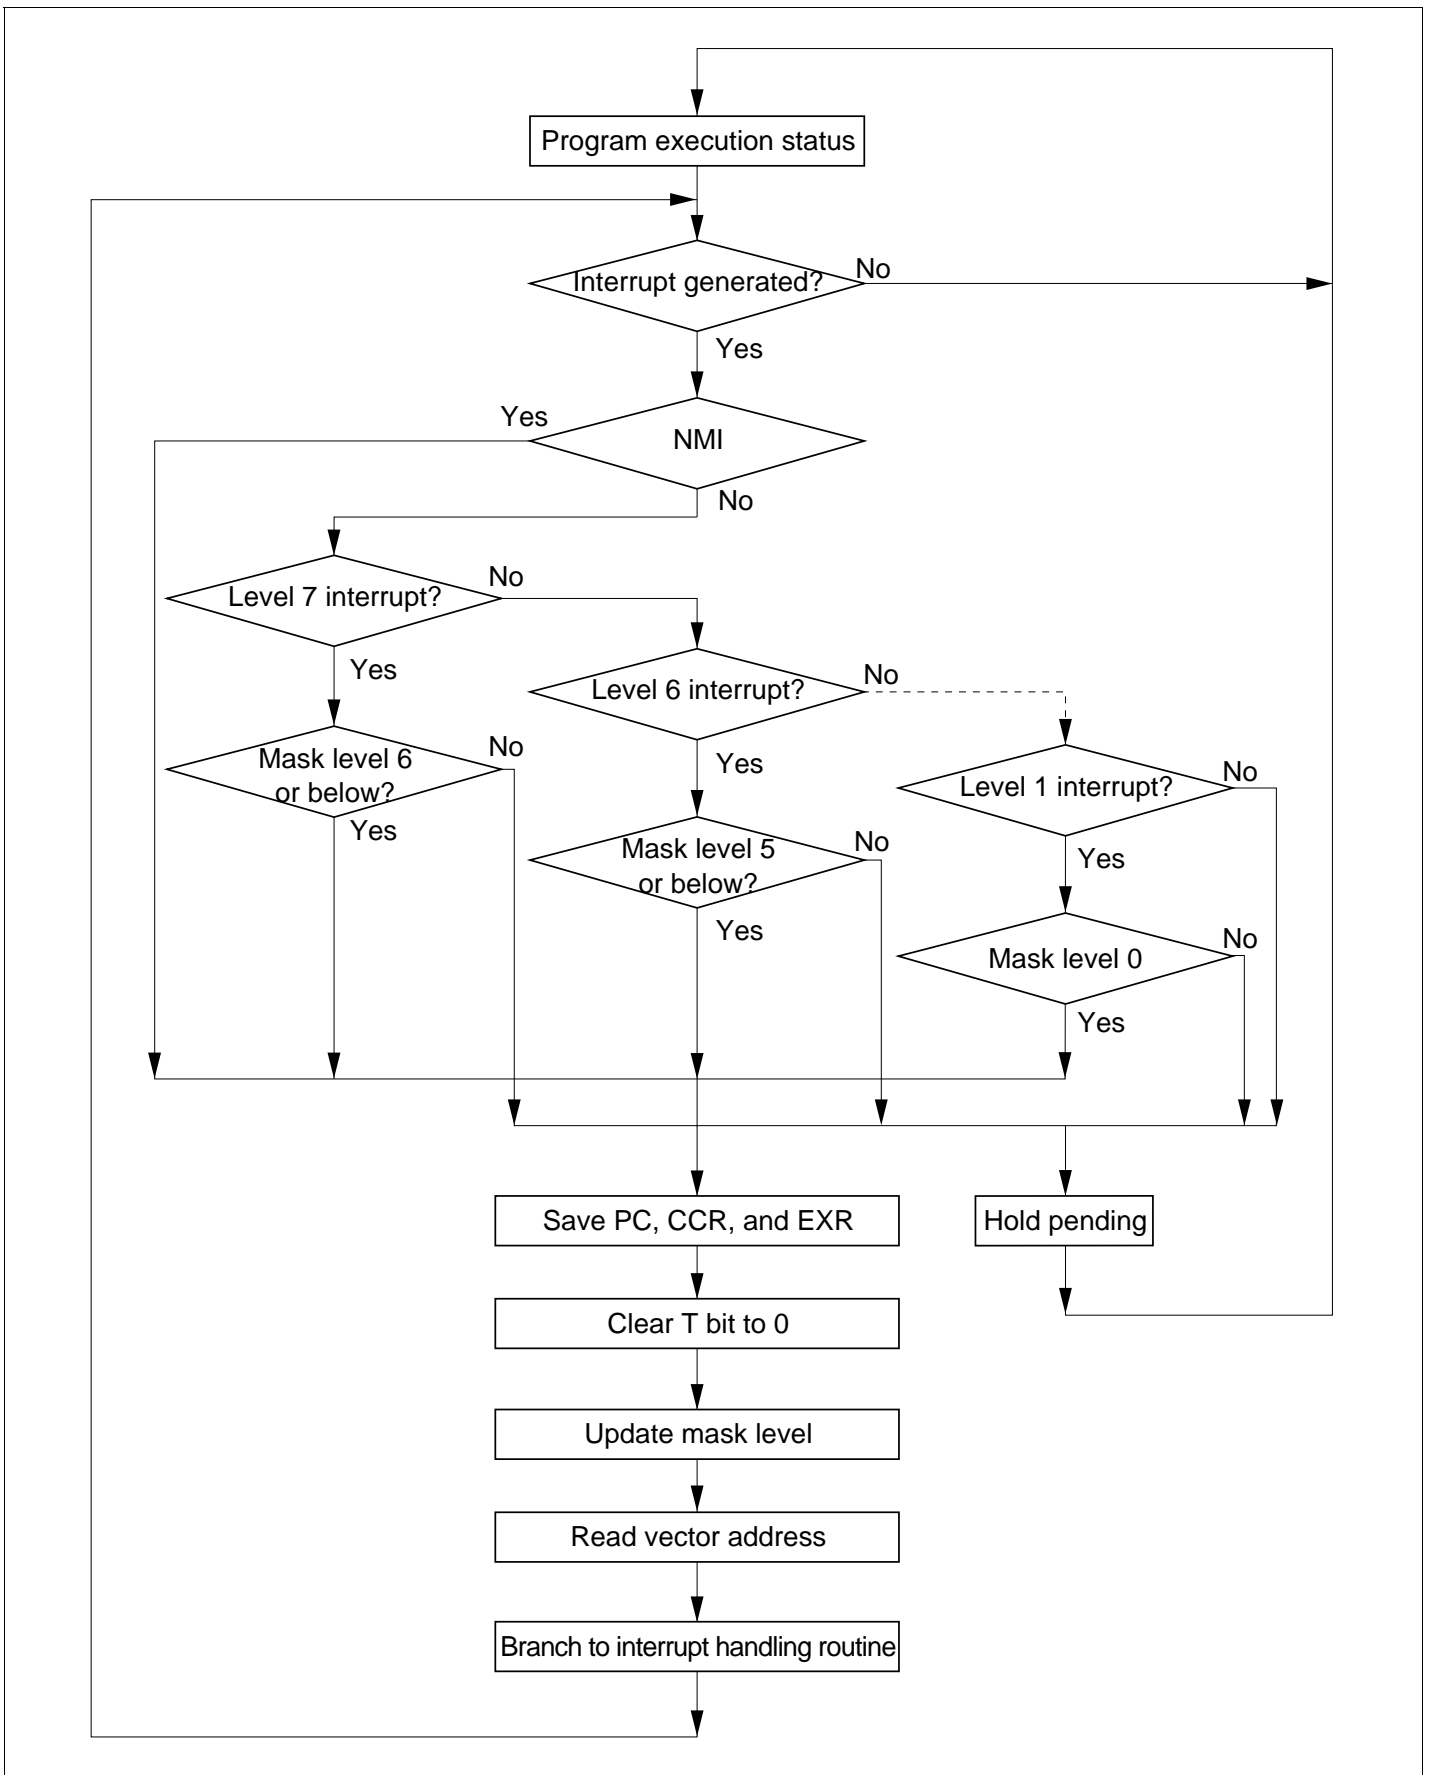 Program execution status
Interrupt generated?
No
Yes
Yes
NMI
No
Level 7 interrupt?
No
Yes
Level 6 interrupt?
No
Mask level 6
or below?
No
Yes
Yes
Level 1 interrupt?
No
Mask level 5
or below?
No
Yes
Yes
Mask level 0
No
Yes
Save PC, CCR, and EXR
Hold pending
Clear T bit to 0
Update mask level
Read vector address
Branch to interrupt handling routine